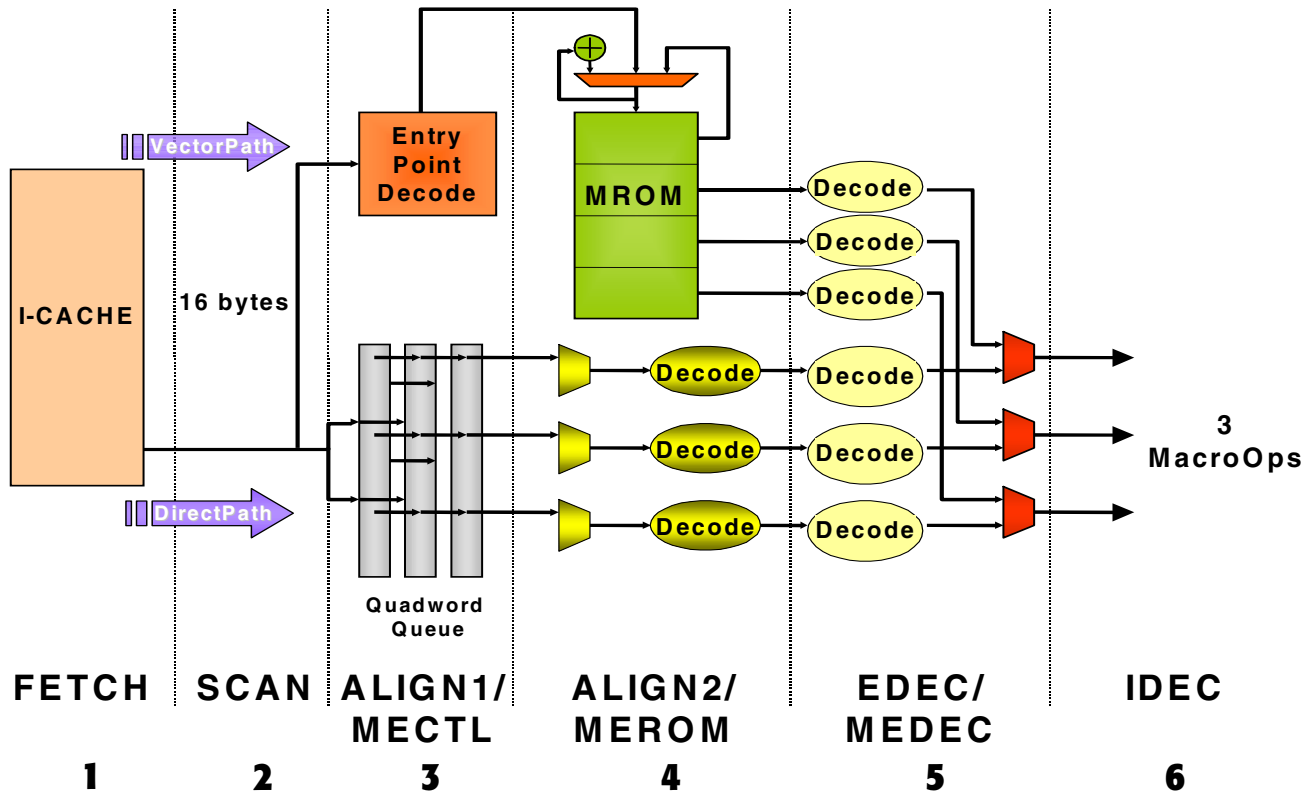 VectorPath
Entry
Point
Decode
MROM
Decode
Decode
Decode
I-CACHE
16 bytes
Decode
Decode
Decode
Decode
Decode
Decode
3
MacroOps
DirectPath
Quadword
Queue
FETCH
SCAN
ALIGN1/
MECTL
ALIGN2/
MEROM
EDEC/
MEDEC
IDEC
1
2
3
4
5
6